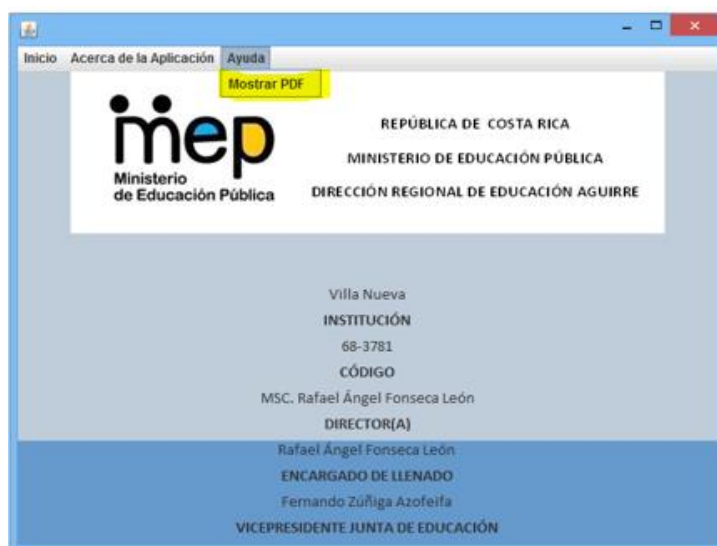 Inicio Acerca de la Aplicación Ayuda
Mostrar PDF
mep
Ministerio
de Educación Pública
REPÚBLICA DE COSTA RICA
MINISTERIO DE EDUCACIÓN PÚBLICA
DIRECCIÓN REGIONAL DE EDUCACIÓN AGUIRRE
Villa Nueva
INSTITUCIÓN
68-3781
CÓDIGO
MSC. Rafael Ángel Fonseca León
DIRECTOR(A)
Rafael Ángel Fonseca León
ENCARGADO DE LLENADO
Fernando Zúñiga Azofeifa
VICEPRESIDENTE JUNTA DE EDUCACIÓN